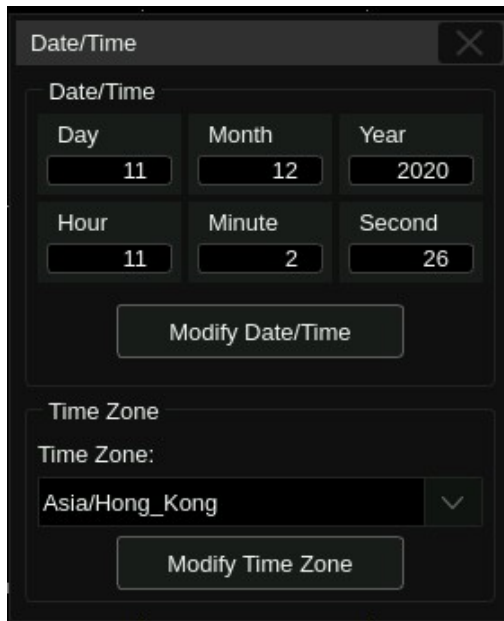 Date/Time
Date/Time
Day Month Year
11 12 2020
Hour Minute Second
11 2 26
Modify Date/Time
Time Zone
Time Zone:
Asia/Hong_Kong
Modify Time Zone